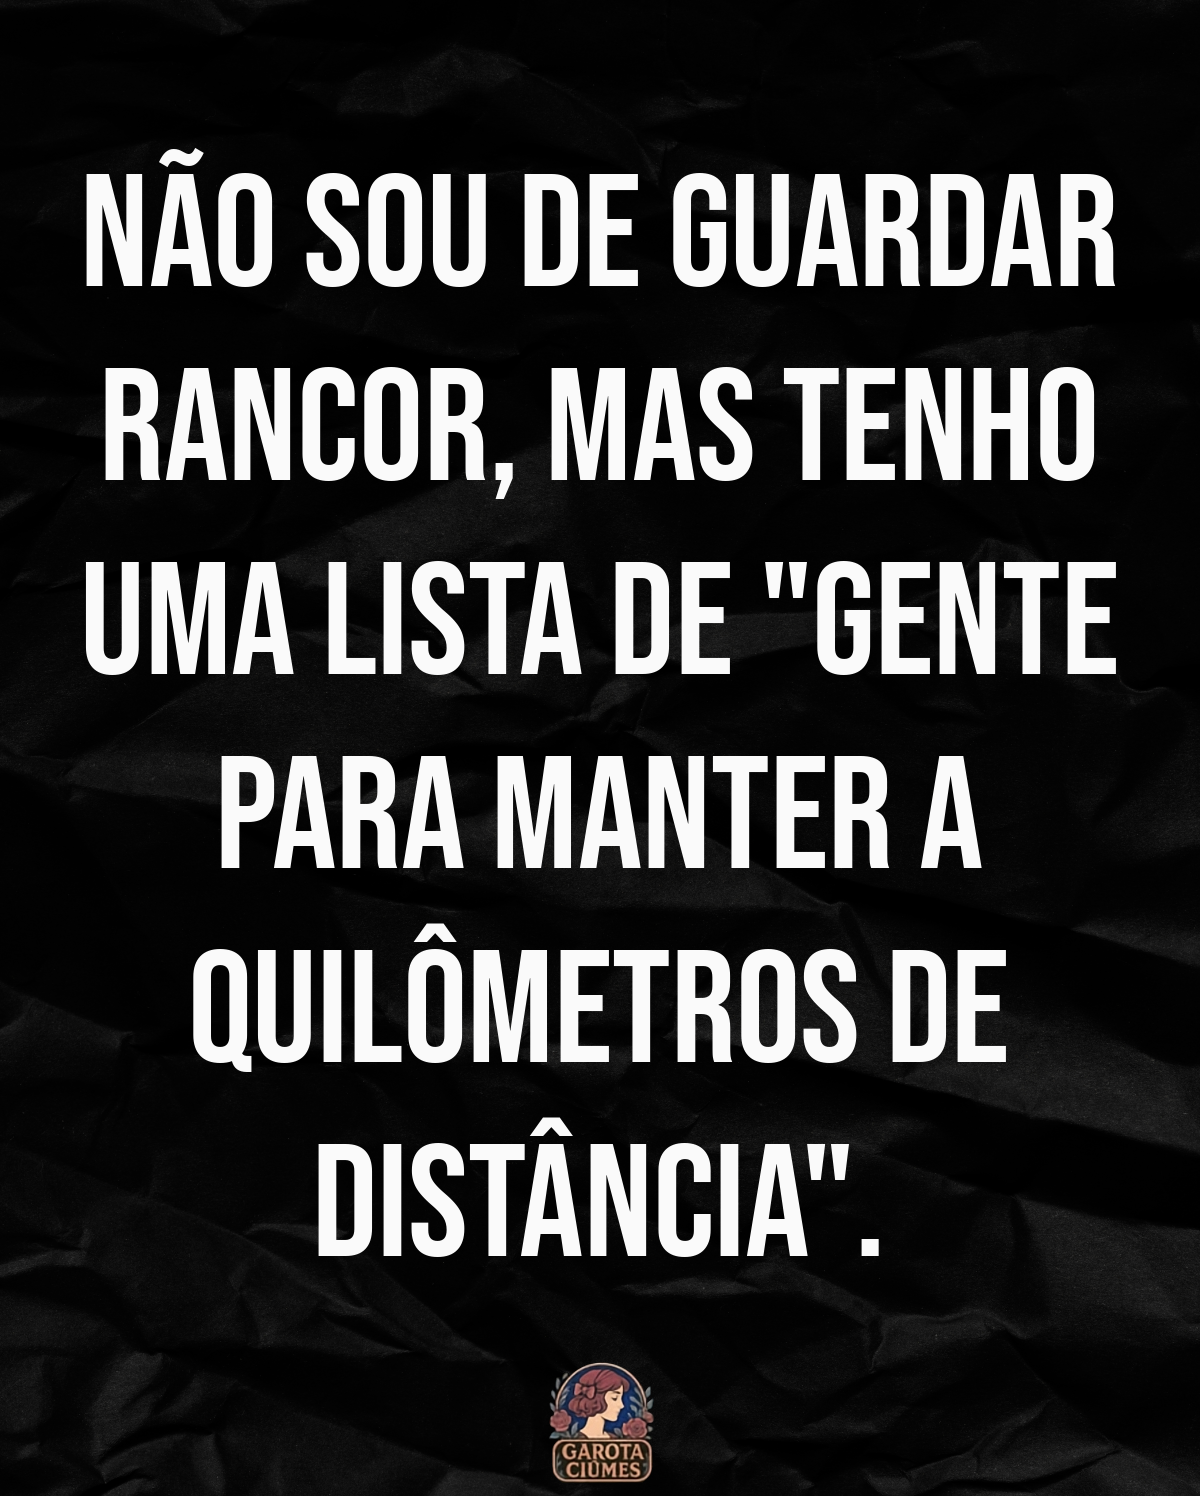 NÃO SOU DE GUARDAR
RANCOR, MAS TENHO
UMA LISTA DE "GENTE
PARA MANTER A
QUILÔMETROS DE
DISTÂNCIA".
GAROTA
CIÚMES